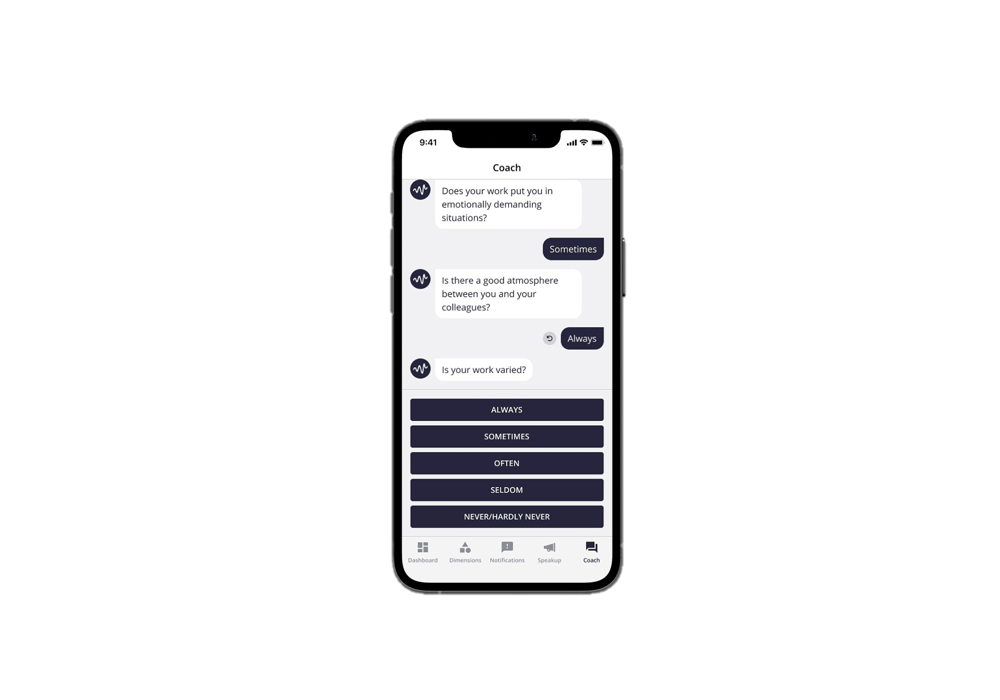 9:41
Coach
Does your work put you in
emotionally demanding
situations?
Sometimes
Is there a good atmosphere
between you and your
colleagues?
Always
Is your work varied?
ALWAYS
SOMETIMES
OFTEN
SELDOM
NEVER/HARDLY NEVER
Dashboard Dimensions Notifications Speakup Coach